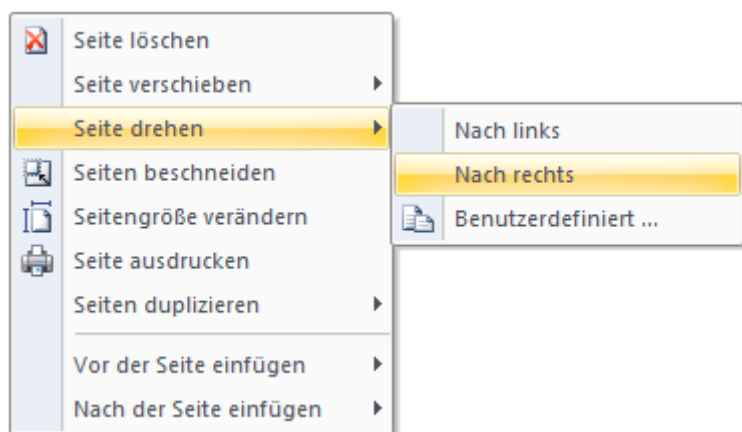 Seite löschen
Seite verschieben
Seite drehen
Nach links
Seiten beschneiden
Nach rechts
Seitengröße verändern
Benutzerdefiniert ...
Seite ausdrucken
Seiten duplizieren
Vor der Seite einfügen
Nach der Seite einfügen